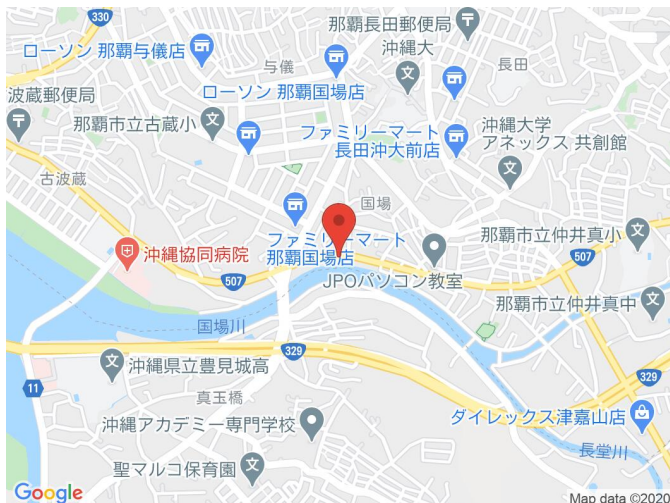 330
那覇長田郵便局
沖縄大
ローソン 那覇与儀店
与儀
長田
ローソン 那覇国場店
波蔵郵便局
那覇市立古蔵小
ファミリーマート
長田沖大前店
沖縄大学
アネックス 共創館
古波蔵
国場
ファミリーマート
那覇国場店
那覇市立仲井真小
沖縄協同病院
507
507
JPOパソコン教室
那覇市立仲井真中
国場川
329
沖縄県立豊見城高
329
11
真玉橋
ダイレックス津嘉山店
沖縄アカデミー専門学校
長堂川
聖マルコ保育園
Google
Map data ©2020